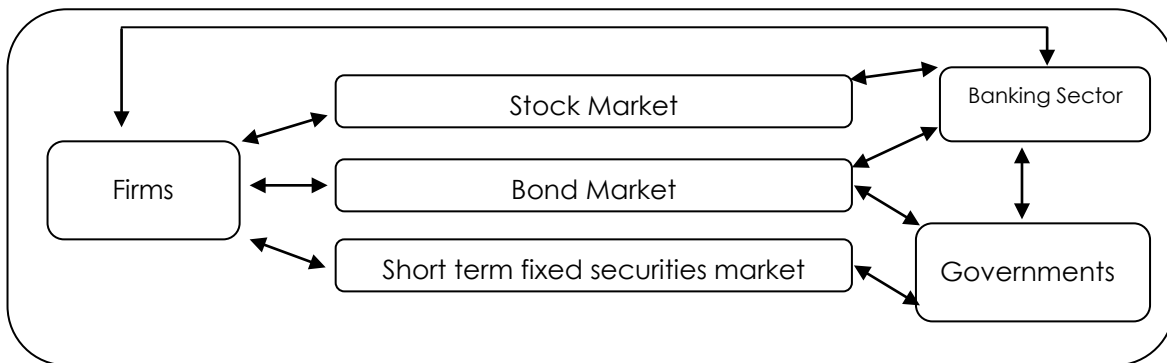 Stock Market
Banking Sector
Firms
Bond Market
Short term fixed securities market
Governments